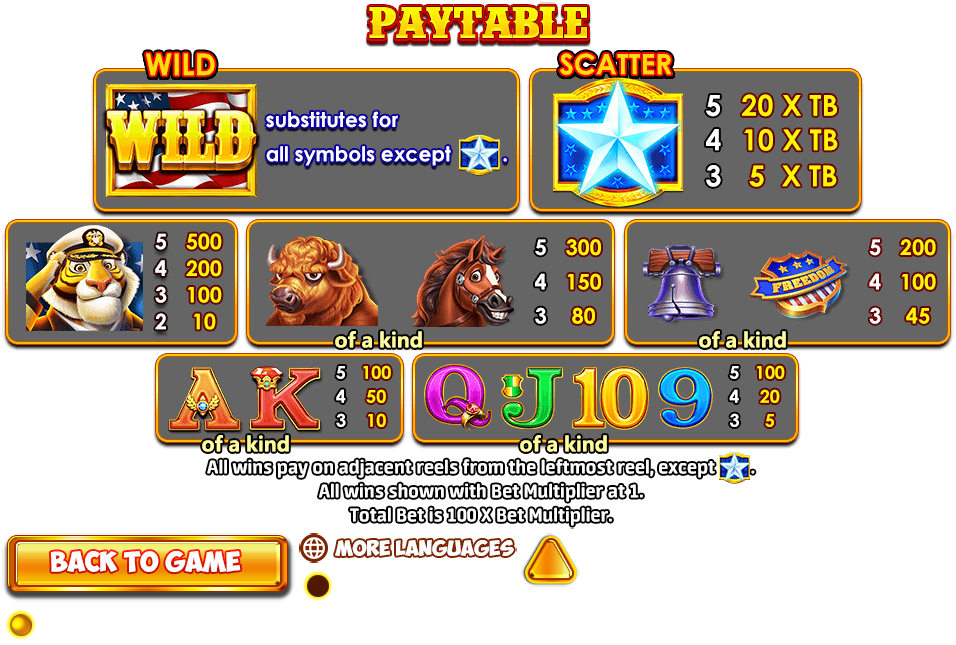 PAYTABLE
WILD
WILD
substitutes for
all symbols except .
SCATTER
5 20 X TB
4 10 X TB
3 5 X TB
5 500
4 200
3 100
2 10
5 300
4 150
3 80
of a kind
FREEDOM
5 200
4 100
3 45
of a kind
A K
5 100
4 50
3 10
of a kind
Q J 10 9
5 100
4 20
3 5
of a kind
All wins pay on adjacent reels from the leftmost reel, except .
All wins shown with Bet Multiplier at 1.
Total Bet is 100 X Bet Multiplier.
BACK TO GAME
MORE LANGUAGES